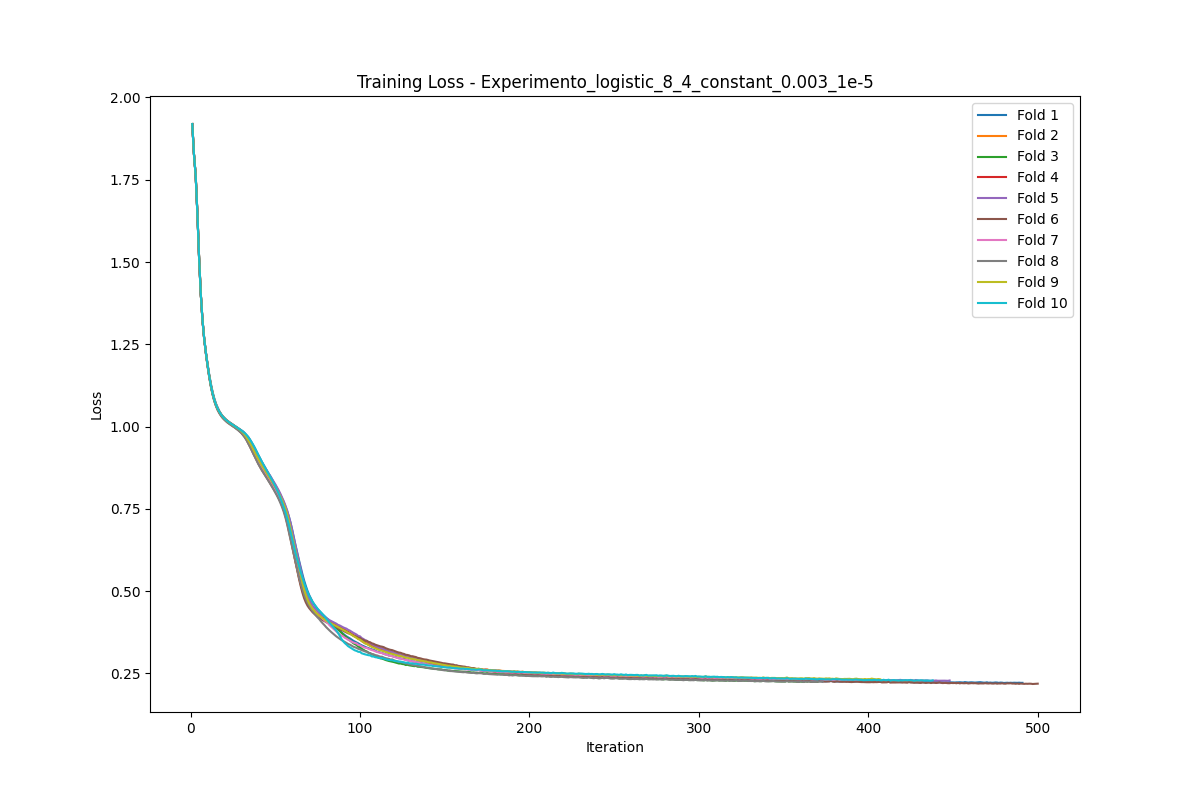 Training Loss - Experimento_logistic_8_4_constant_0.003_1e-5
2.00
1.75
1.50
1.25
1.00
0.75
0.50
0.25
Loss
Fold 1
Fold 2
Fold 3
Fold 4
Fold 5
Fold 6
Fold 7
Fold 8
Fold 9
Fold 10
0
100
200
300
400
500
Iteration